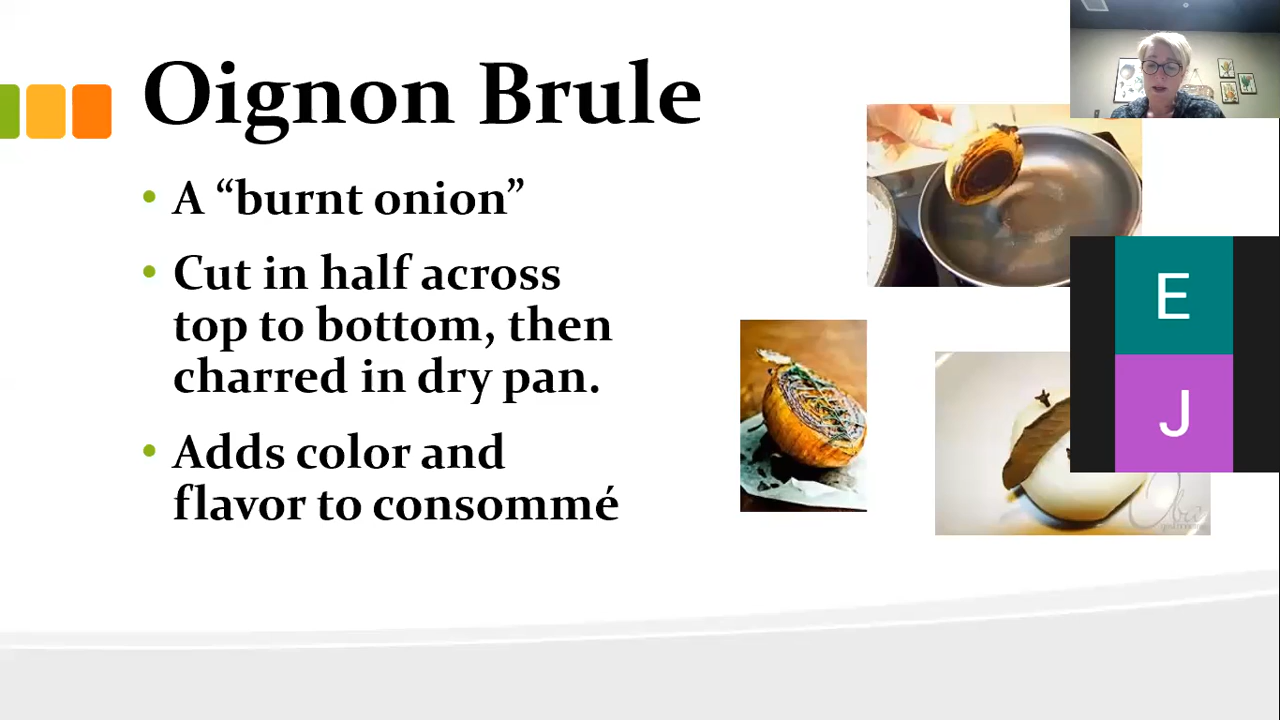 Oignon Brule
• A “burnt onion”
• Cut in half across
top to bottom, then
charred in dry pan.
• Adds color and
flavor to consommé
E
J